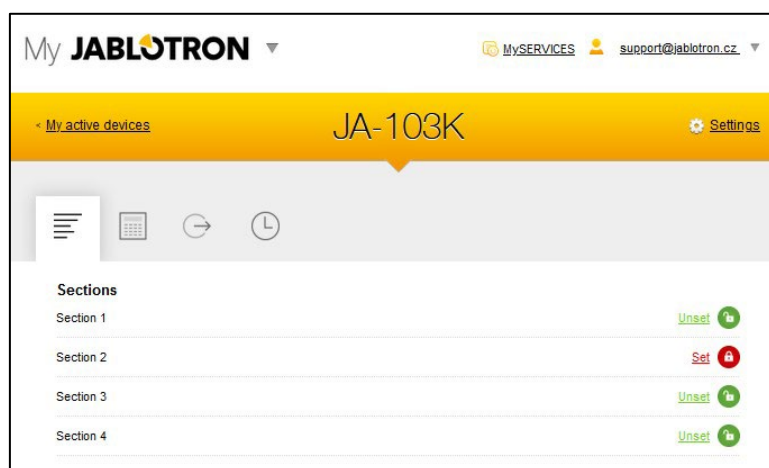 My JABLOTRON
MySERVICES support@jablotron.cz
< My active devices JA-103K Settings
Sections
Section 1 Unset
Section 2 Set
Section 3 Unset
Section 4 Unset